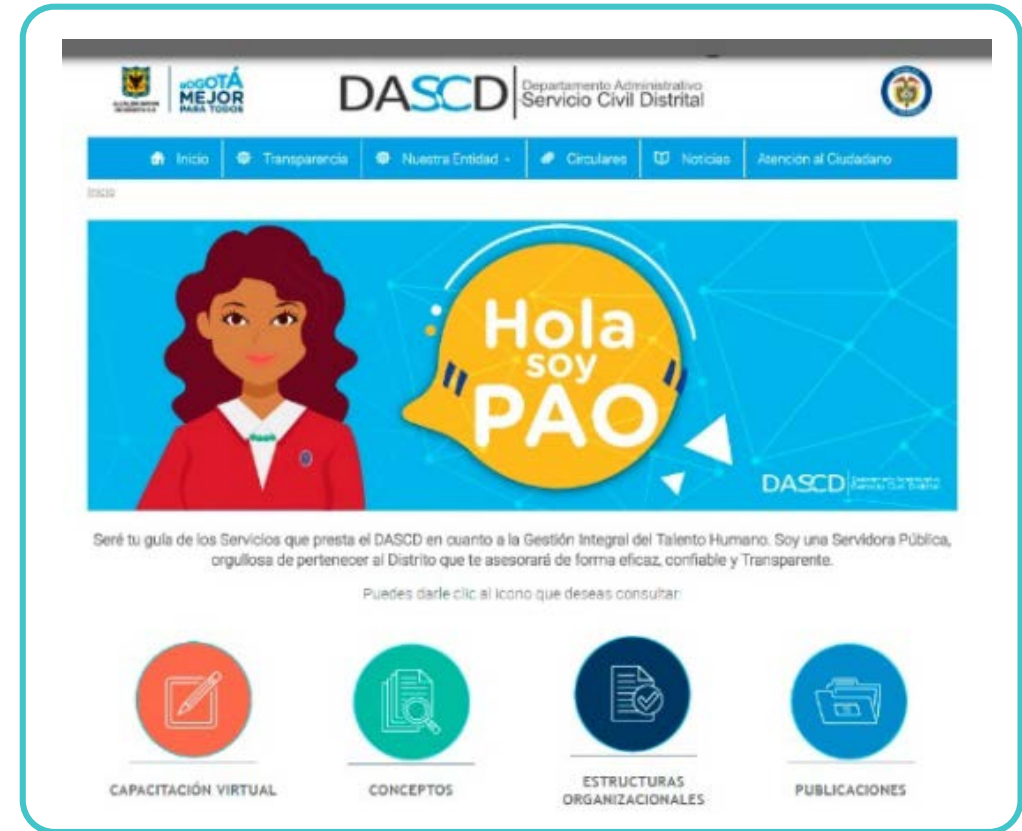 BOGOTÁ
MEJOR
PARA TODOS
DASCD
Departamento Administrativo
Servicio Civil Distrital
Inicio
Transparencia
Nuestra Entidad
Circulares
Noticias
Atención al Ciudadano
Inicio
Hola
soy
"PAO"
DASCD
Seré tu guía de los Servicios que presta el DASCD en cuanto a la Gestión Integral del Talento Humano. Soy una Servidora Pública,
orgullosa de pertenecer al Distrito que te asesorará de forma eficaz, confiable y Transparente.
Puedes darle clic al icono que deseas consultar
CAPACITACIÓN VIRTUAL
CONCEPTOS
ESTRUCTURAS
ORGANIZACIONALES
PUBLICACIONES